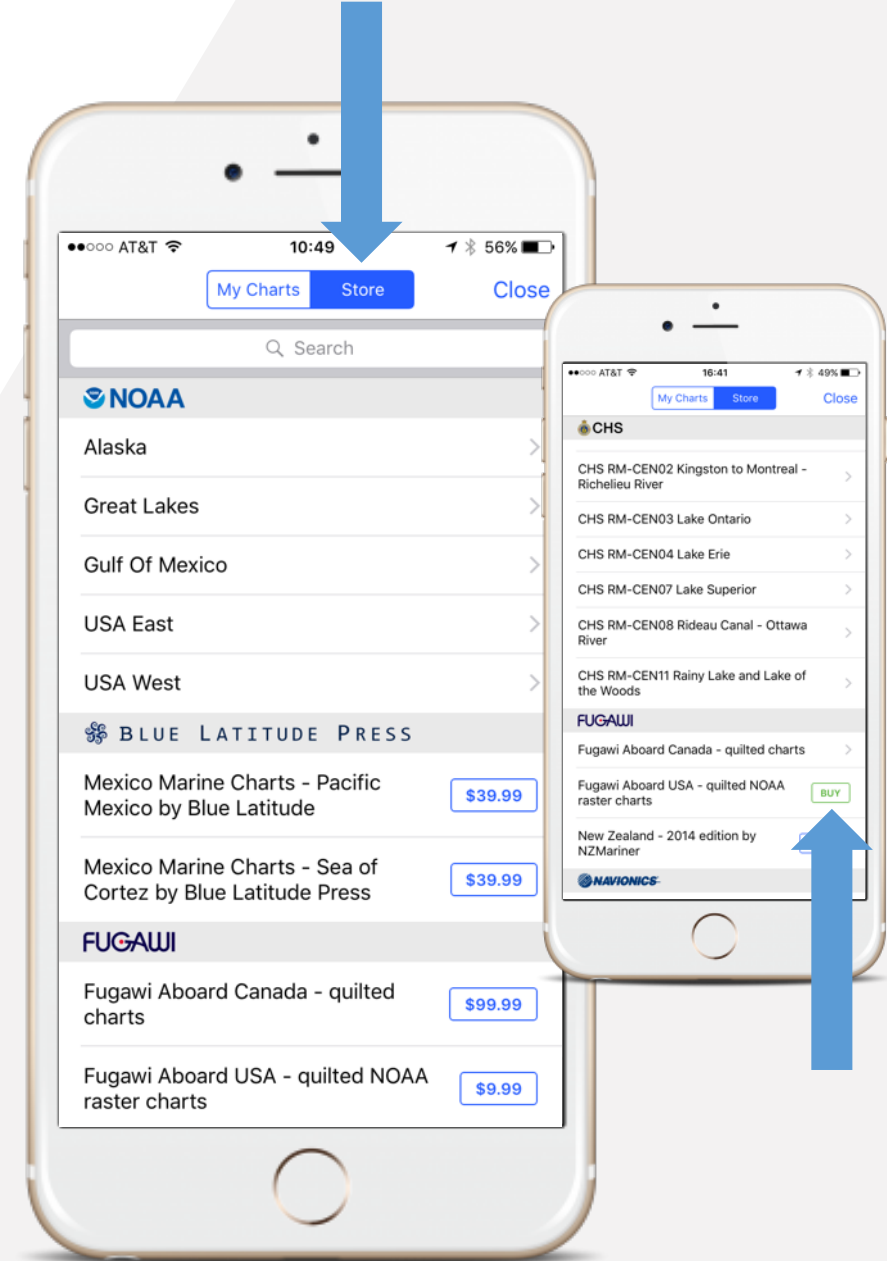 AT&T 10:49 56%
My Charts Store Close
Search
NOAA
Alaska
Great Lakes
Gulf Of Mexico
USA East
USA West
BLUE LATITUDE PRESS
Mexico Marine Charts - Pacific
Mexico by Blue Latitude
$39.99
Mexico Marine Charts - Sea of
Cortez by Blue Latitude Press
$39.99
FUGAWI
Fugawi Aboard Canada - quilted
charts
$99.99
Fugawi Aboard USA - quilted NOAA
raster charts
$9.99
AT&T 16:41 49%
My Charts Store Close
CHS
CHS RM-CEN02 Kingston to Montreal -
Richelieu River
CHS RM-CEN03 Lake Ontario
CHS RM-CEN04 Lake Erie
CHS RM-CEN07 Lake Superior
CHS RM-CEN08 Rideau Canal - Ottawa
River
CHS RM-CEN11 Rainy Lake and Lake of
the Woods
FUGAWI
Fugawi Aboard Canada - quilted charts
Fugawi Aboard USA - quilted NOAA
raster charts
BUY
New Zealand - 2014 edition by
NZMariner
NAVIONICS